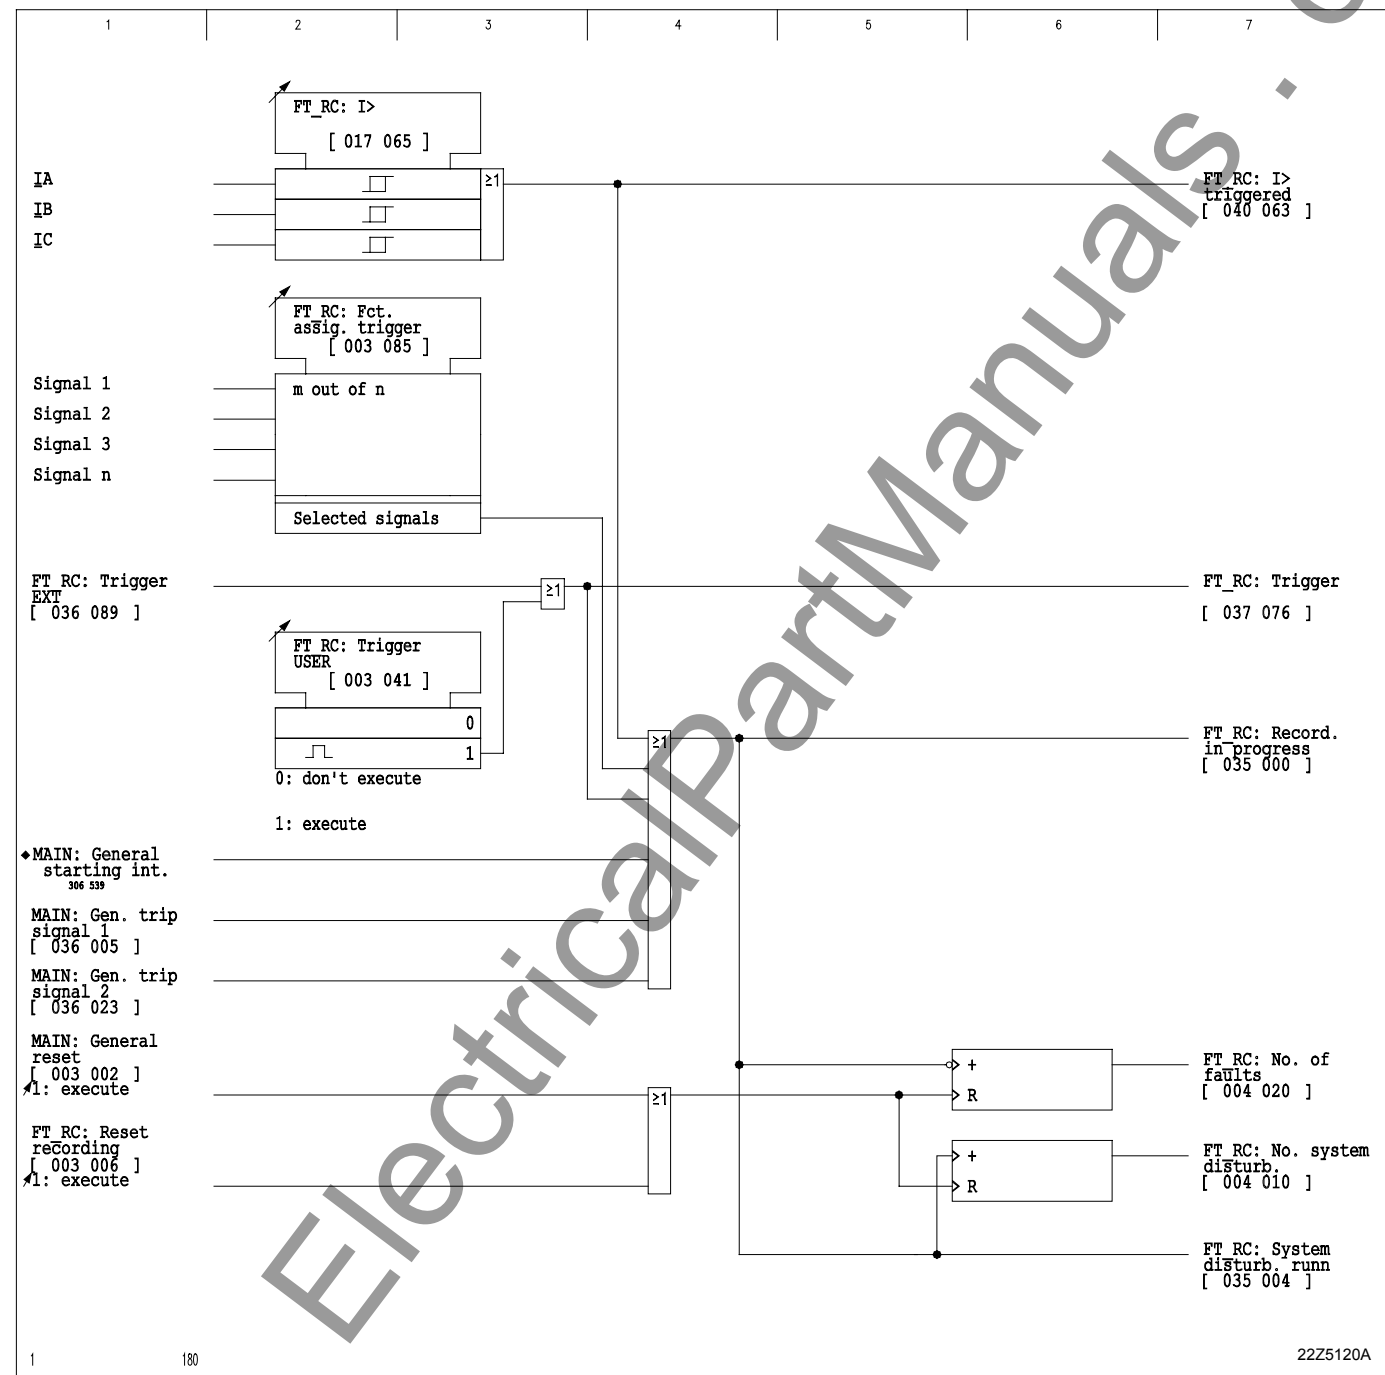 1 2 3 4 5 6 7
FT_RC: I>
[ 017 065 ]
IA
IB
IC
≥1
FT_RC: I>
triggered
[ 040 063 ]
FT_RC: Fct.
assig. trigger
[ 003 085 ]
Signal 1
Signal 2
Signal 3
Signal n
m out of n
Selected signals
FT_RC: Trigger
EXT
[ 036 089 ]
≥1
FT_RC: Trigger
[ 037 076 ]
FT_RC: Trigger
USER
[ 003 041 ]
0
1
0: don't execute
1: execute
≥1
FT_RC: Record.
in progress
[ 035 000 ]
MAIN: General
starting int.
306 539
MAIN: Gen. trip
signal 1
[ 036 005 ]
MAIN: Gen. trip
signal 2
[ 036 023 ]
MAIN: General
reset
[ 003 002 ]
1: execute
FT_RC: Reset
recording
[ 003 006 ]
1: execute
≥1
+
R
FT_RC: No. of
faults
[ 004 020 ]
+
R
FT_RC: No. system
disturb.
[ 004 010 ]
FT_RC: System
disturb. runn
[ 035 004 ]
1 180
22Z5120A
ElectricalPartManuals .